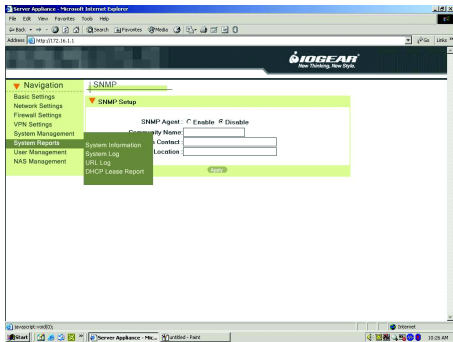 Server Appliance - Microsoft Internet Explorer
File Edit View Favorites Tools Help
Back Search Favorites Media
Address http://172.16.1.1 Go Links
IOGEAR
New Thinking, New Style.
Navigation
Basic Settings
Network Settings
Firewall Settings
VPN Settings
System Management
System Reports
User Management
NAS Management
System Information
System Log
URL Log
DHCP Lease Report
SNMP
SNMP Setup
SNMP Agent : Enable Disable
Community Name
Contact :
Location :
Apply
javascript:void(0); Internet
Start Server Appliance - Mic... untitled - Paint 10:26 AM